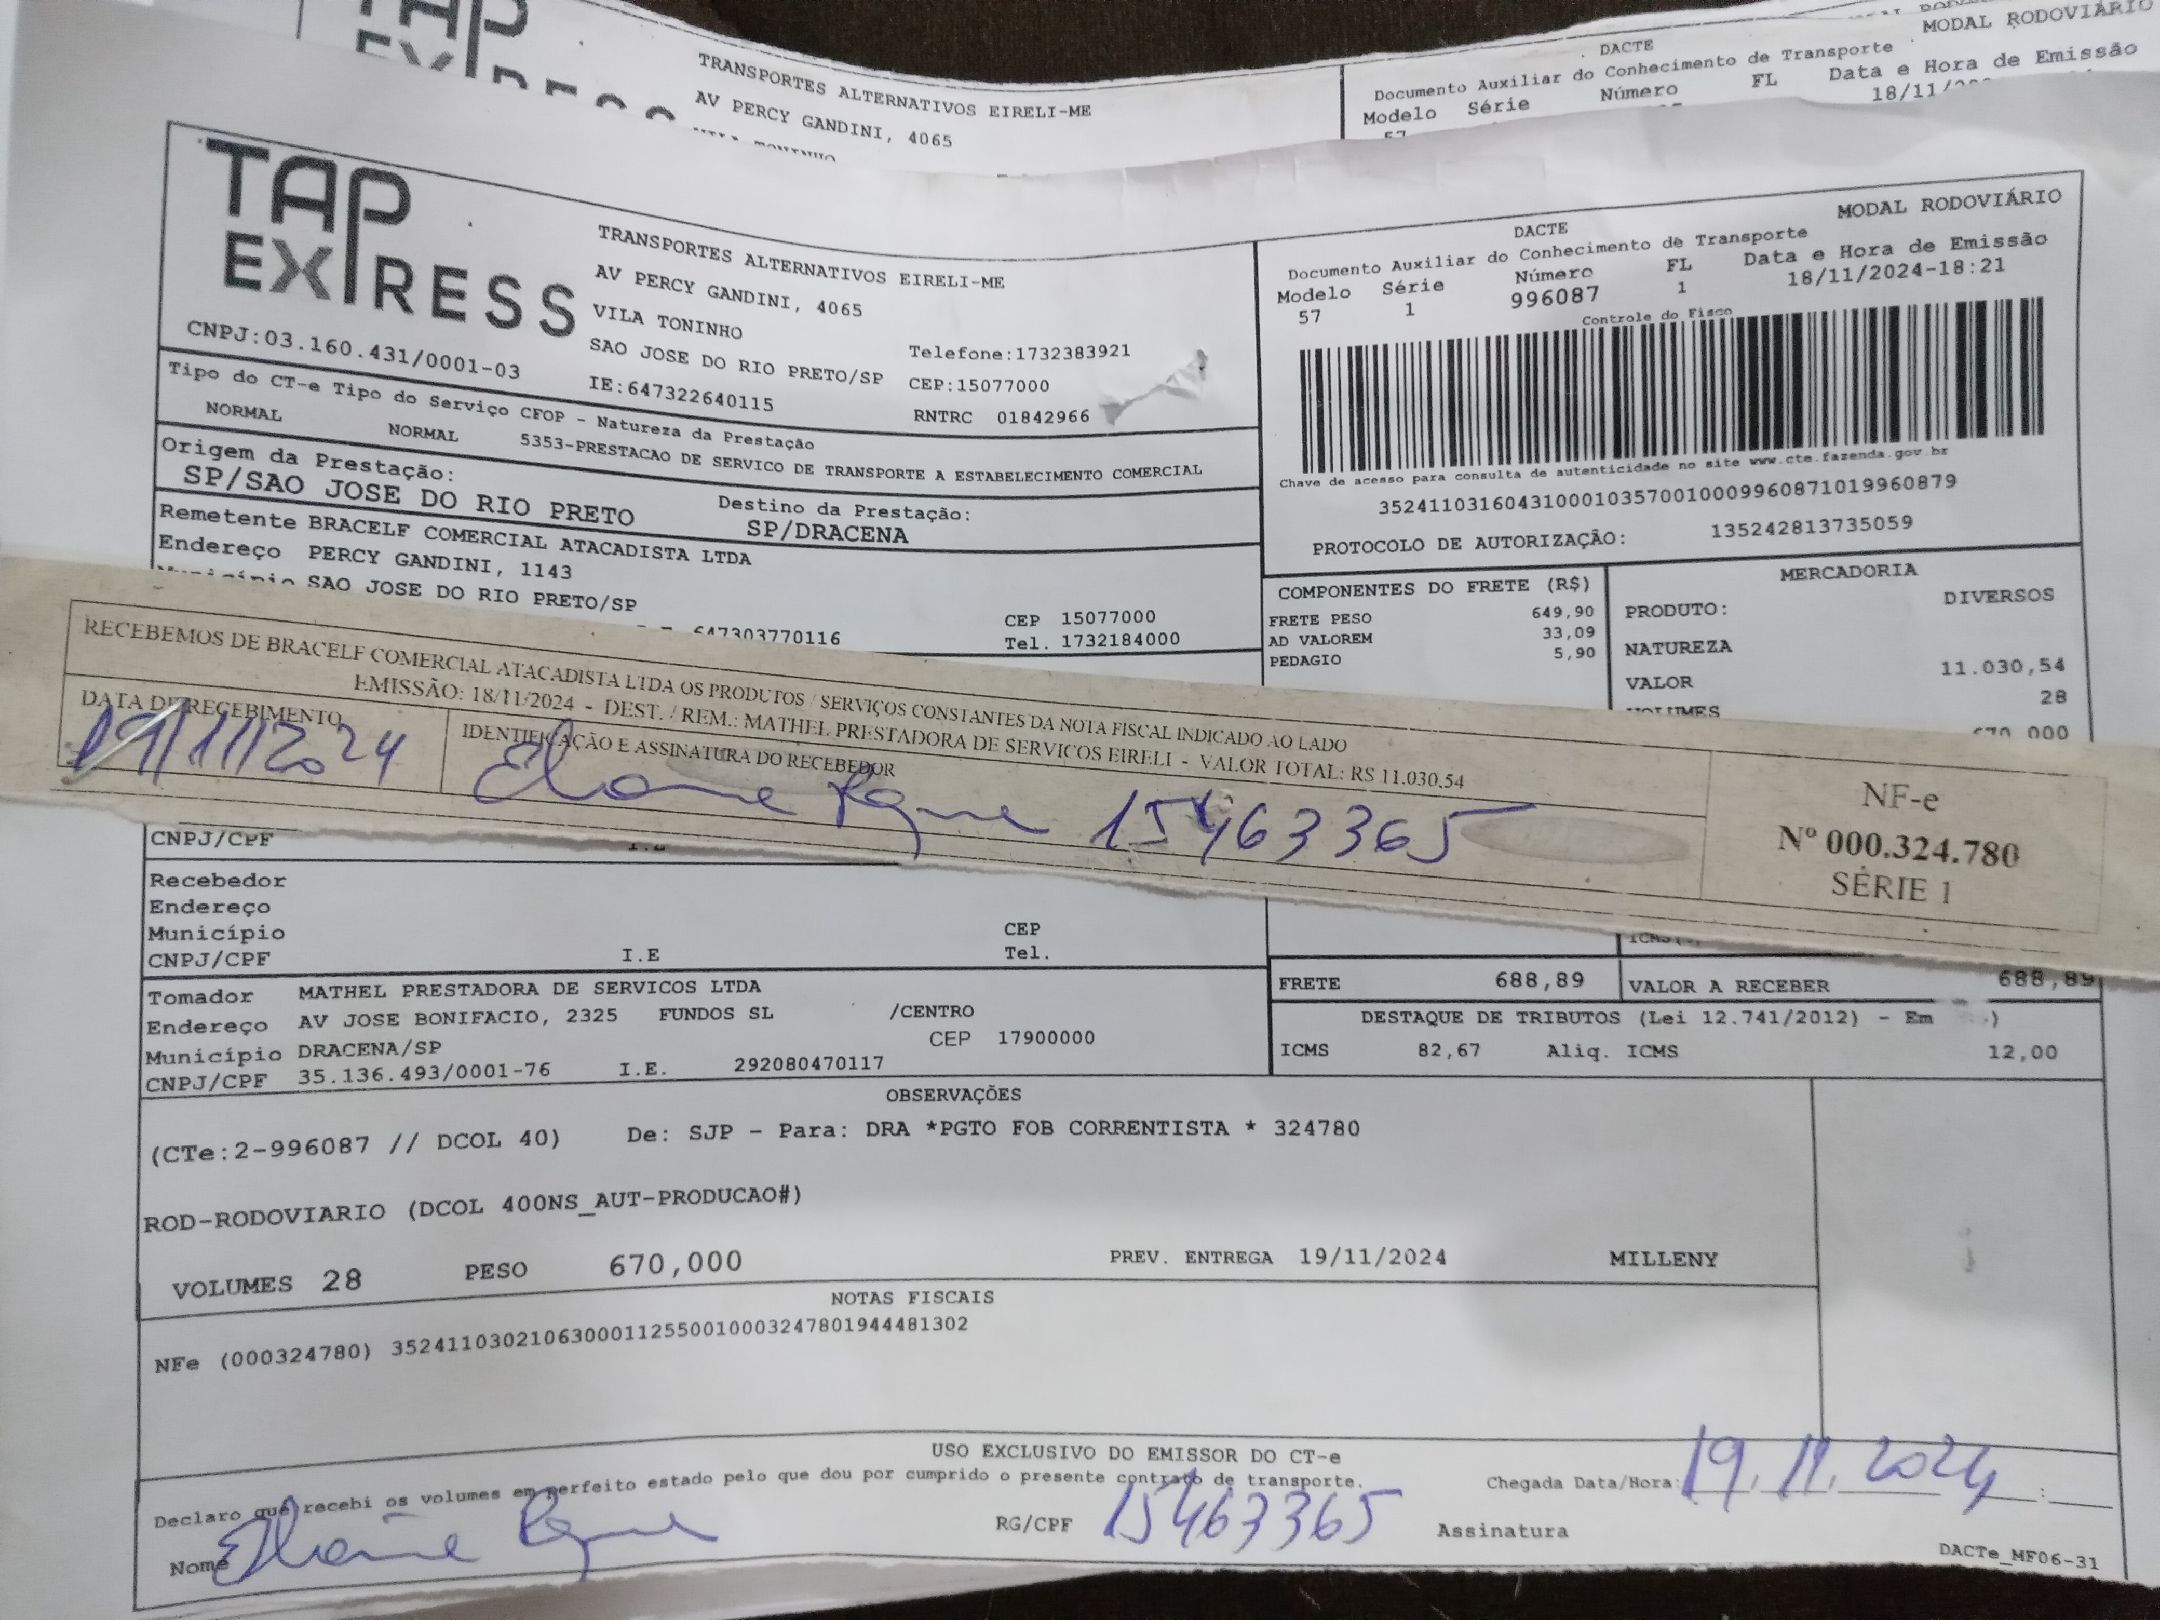 TAP
TRANSPORTES ALTERNATIVOS EIRELI-ME
AV PERCY GANDINI, 4065
DACTE
MODAL RODOVIÁRIO
Documento Auxiliar do Conhecimento de Transporte
Modelo Série Número FL Data e Hora de Emissão
57 18/11/
TAP
EXPRESS
CNPJ:03.160.431/0001-03
TRANSPORTES ALTERNATIVOS EIRELI-ME
AV PERCY GANDINI, 4065
VILA TONINHO
SAO JOSE DO RIO PRETO/SP
IE:647322640115
Telefone:1732383921
CEP:15077000
RNTRC 01842966
MODAL RODOVIÁRIO
DACTE
Documento Auxiliar do Conhecimento de Transporte
Modelo Série Número FL Data e Hora de Emissão
57 1 996087 1 18/11/2024-18:21
Controle do Fisco
Chave de acesso para consulta de autenticidade no site www.cte.fazenda.gov.br
35241103160431000103570010009960871019960879
PROTOCOLO DE AUTORIZAÇÃO: 135242813735059
Tipo do CT-e Tipo do Serviço CFOP - Natureza da Prestação
NORMAL NORMAL 5353-PRESTACAO DE SERVICO DE TRANSPORTE A ESTABELECIMENTO COMERCIAL
Origem da Prestação:
SP/SAO JOSE DO RIO PRETO
Destino da Prestação:
SP/DRACENA
Remetente BRACELF COMERCIAL ATACADISTA LTDA
Endereço PERCY GANDINI, 1143
Município SAO JOSE DO RIO PRETO/SP CEP 15077000
647303770116 Tel. 1732184000
COMPONENTES DO FRETE (R$)
FRETE PESO 649,90
AD VALOREM 33,09
PEDAGIO 5,90
MERCADORIA
PRODUTO: DIVERSOS
NATUREZA
VALOR 11.030,54
VOLUMES 28
670,000
RECEBEMOS DE BRACELF COMERCIAL ATACADISTA LTDA OS PRODUTOS / SERVIÇOS CONSTANTES DA NOTA FISCAL INDICADO AO LADO
EMISSÃO: 18/11/2024 - DEST. / REM.: MATHEL PRESTADORA DE SERVICOS EIRELI - VALOR TOTAL: R$ 11.030,54
DATA DE RECEBIMENTO
19/11/2024
IDENTIFICAÇÃO E ASSINATURA DO RECEBEDOR
15463365
NF-e
Nº 000.324.780
SÉRIE 1
CNPJ/CPF I.E
Recebedor
Endereço
Município CEP
CNPJ/CPF I.E Tel.
Tomador MATHEL PRESTADORA DE SERVICOS LTDA
Endereço AV JOSE BONIFACIO, 2325 FUNDOS SL /CENTRO
Município DRACENA/SP CEP 17900000
CNPJ/CPF 35.136.493/0001-76 I.E. 292080470117
FRETE 688,89 VALOR A RECEBER 688,89
DESTAQUE DE TRIBUTOS (Lei 12.741/2012) - Em )
ICMS 82,67 Aliq. ICMS 12,00
OBSERVAÇÕES
(CTe:2-996087 // DCOL 40) De: SJP - Para: DRA *PGTO FOB CORRENTISTA * 324780
ROD-RODOVIARIO (DCOL 400NS_AUT-PRODUCAO#)
VOLUMES 28 PESO 670,000 PREV. ENTREGA 19/11/2024 MILLENY
NOTAS FISCAIS
NFe (000324780) 35241103021063000112550010003247801944481302
USO EXCLUSIVO DO EMISSOR DO CT-e
Declaro que recebi os volumes em perfeito estado pelo que dou por cumprido o presente contrato de transporte.
Chegada Data/Hora: 19.11.2024 :
Nome RG/CPF 15463365 Assinatura
DACTe_MF06-31